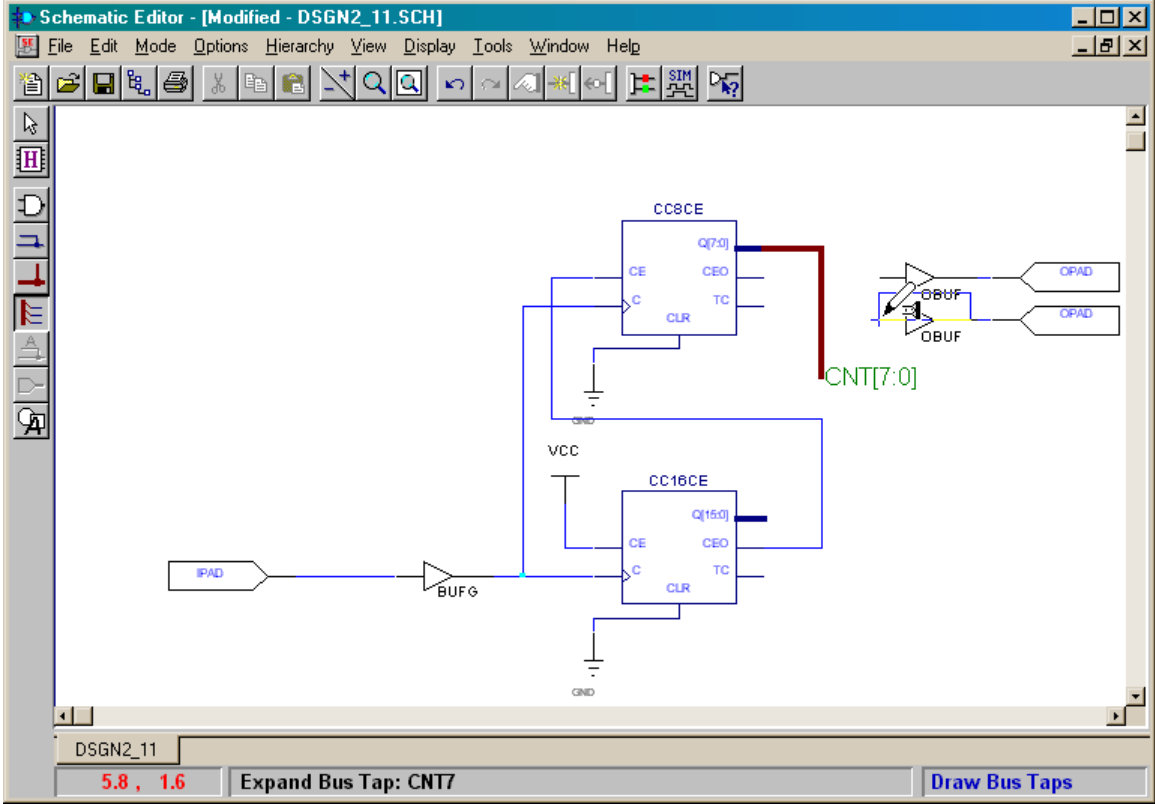 Schematic Editor - [Modified - DSGN2_11.SCH]
File Edit Mode Options Hierarchy View Display Tools Window Help
SIM
H
A
A
CC8CE
Q[7:0]
CE CEO
C TC
CLR
OPAD
OBUF
OPAD
OBUF
CNT[7:0]
GND
VCC
CC16CE
Q[15:0]
CE CEO
IPAD
C TC
BUFG
CLR
GND
DSGN2_11
5.8 , 1.6 Expand Bus Tap: CNT7 Draw Bus Taps